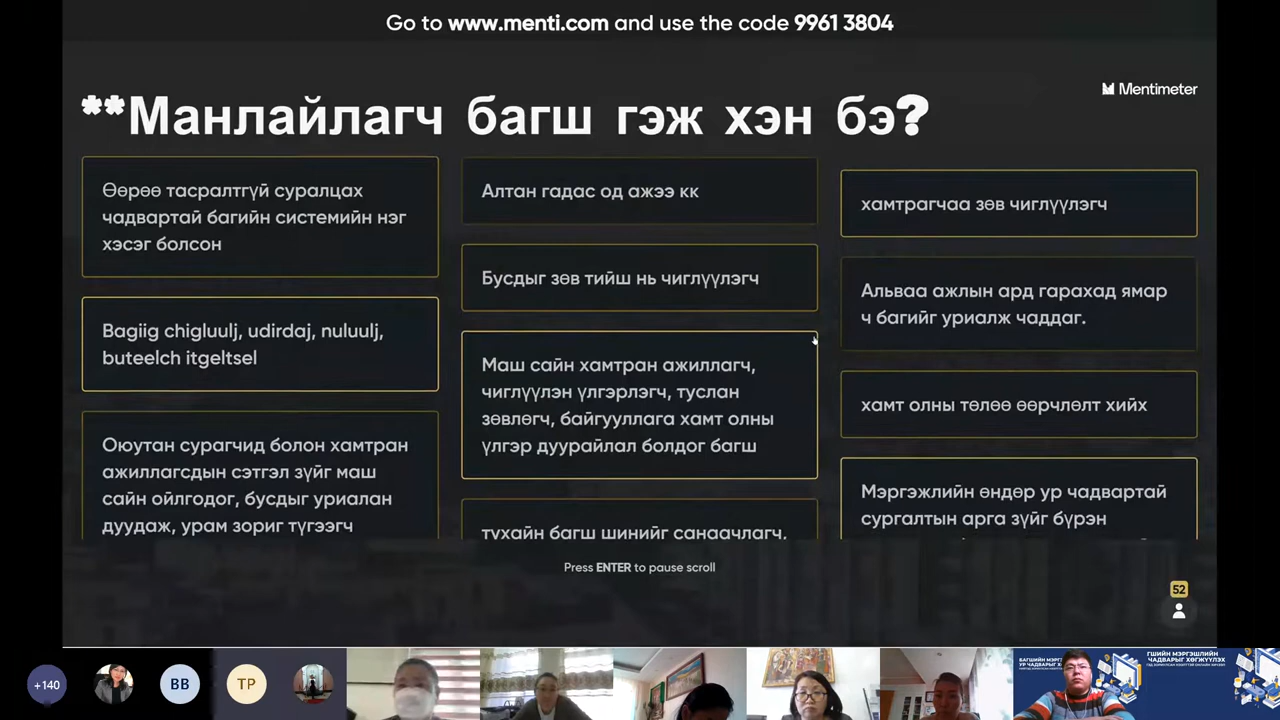 Go to www.menti.com and use the code 9961 3804
Mentimeter
**Манлайлагч багш гэж хэн бэ?
Өөрөө тасралтгүй суралцах
чадвартай багийн системийн нэг
хэсэг болсон
Bagiig chigluulj, udirdaj, nuluulj,
buteelch itgeltsel
Оюутан сурагчид болон хамтран
ажиллагсдын сэтгэл зүйг маш
сайн ойлгодог, бусдыг уриалан
дуудаж, урам зориг түгээгч
Алтан гадас од ажээ кк
Бусдыг зөв тийш нь чиглүүлэгч
Маш сайн хамтран ажиллагч,
чиглүүлэн үлгэрлэгч, туслан
зөвлөгч, байгууллага хамт олны
үлгэр дуурайлал болдог багш
тухайн багш шинийг санаачлагч,
хамтрагчаа зөв чиглүүлэгч
Альваа ажлын ард гарахад ямар
ч багийг уриалж чаддаг.
хамт олны төлөө өөрчлөлт хийх
Мэргэжлийн өндөр ур чадвартай
сургалтын арга зүйг бүрэн
Press ENTER to pause scroll
52
+140
BB
TP